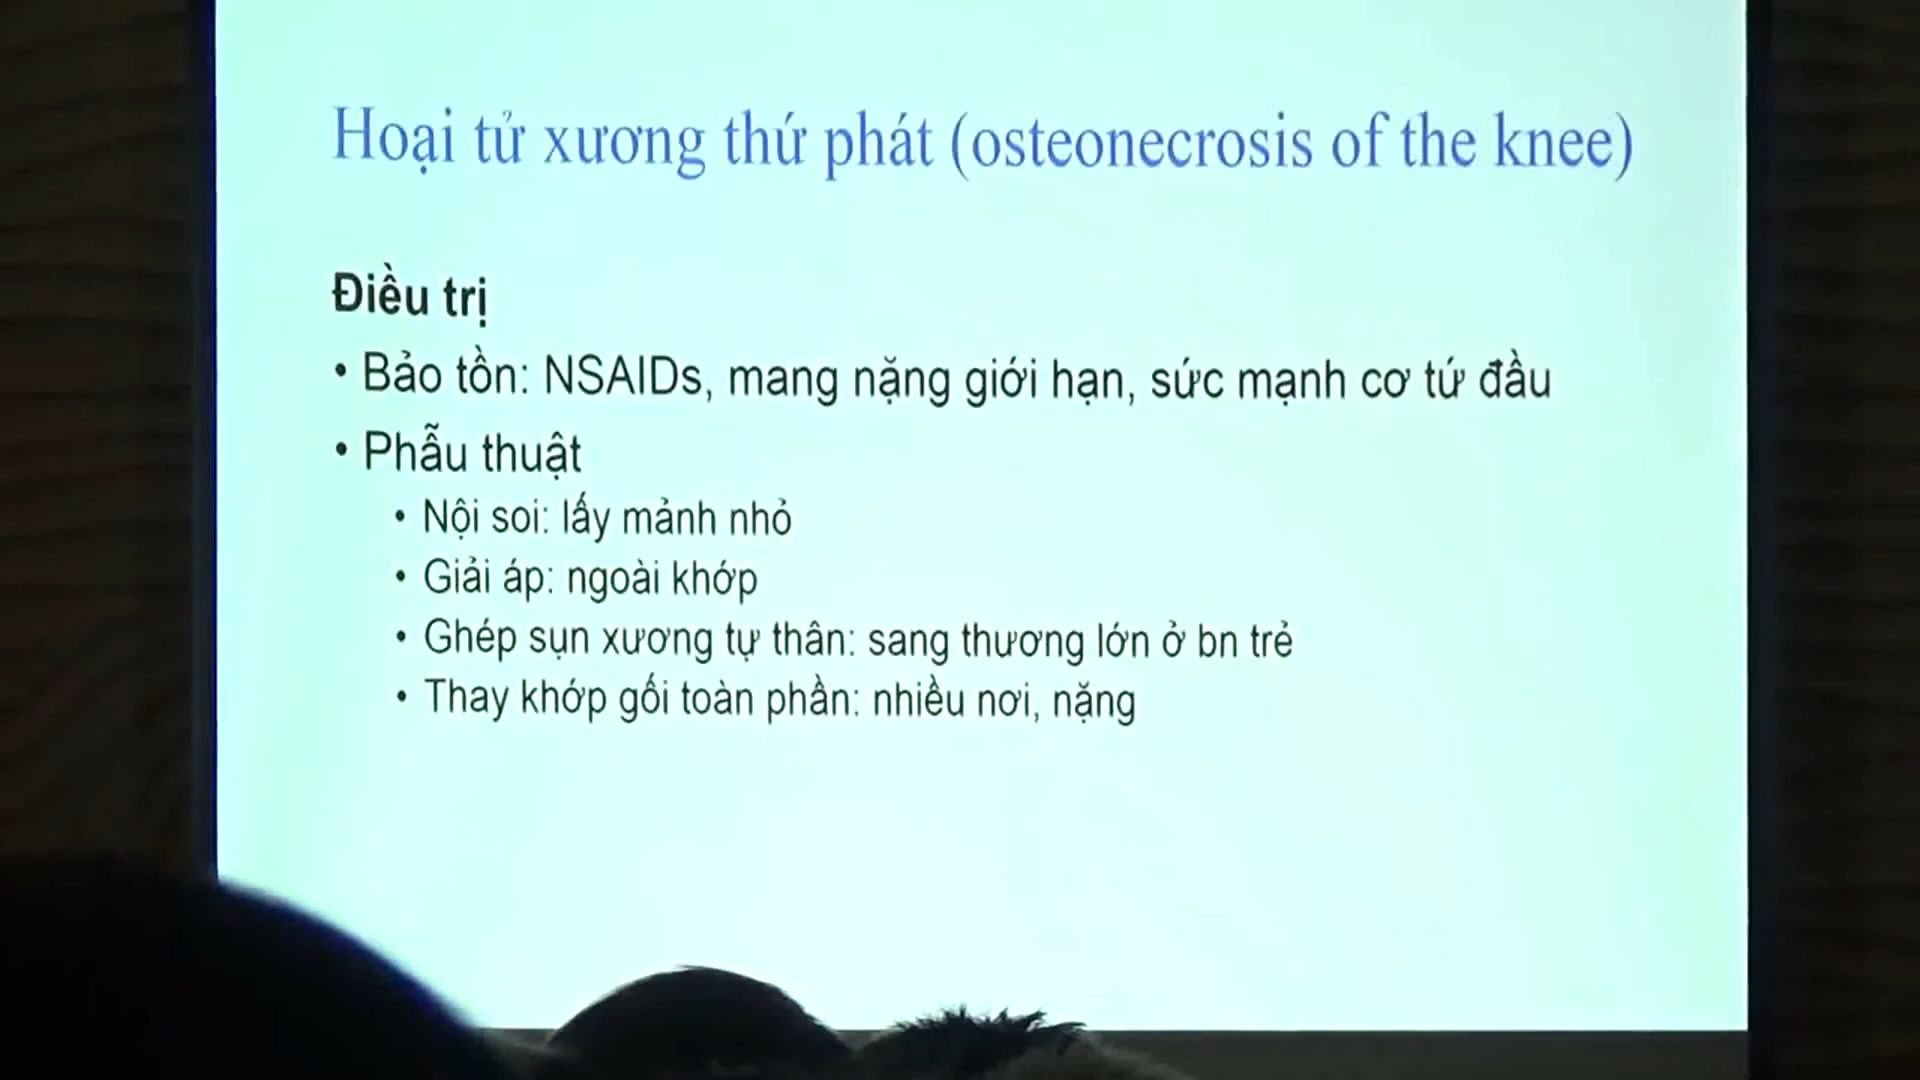 Hoại tử xương thứ phát (osteonecrosis of the knee)
Điều trị
• Bảo tồn: NSAIDs, mang nặng giới hạn, sức mạnh cơ tứ đầu
• Phẫu thuật
• Nội soi: lấy mảnh nhỏ
• Giải áp: ngoài khớp
• Ghép sụn xương tự thân: sang thương lớn ở bn trẻ
• Thay khớp gối toàn phần: nhiều nơi, nặng